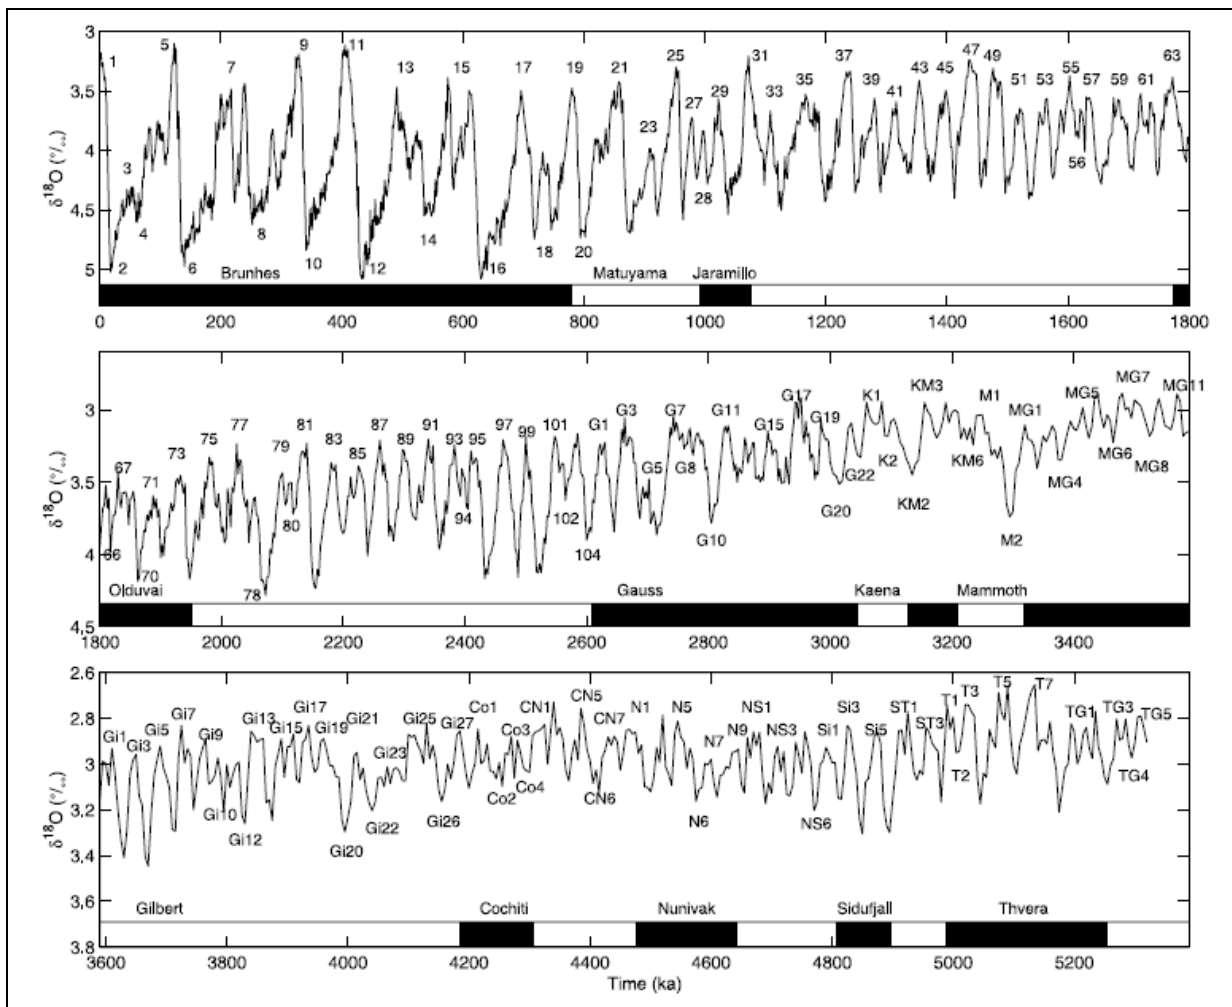 3
3,5
4
4,5
5
δ18O (°/₀₀)
1 5 7 9 11 13 15 17 19 21 25 27 29 31 33 35 37 39 41 43 45 47 49 51 53 55 57 59 61 63
3 23 56
4 8 14 18 20 28
2 6 10 12 16
Brunhes Matuyama Jaramillo
0 200 400 600 800 1000 1200 1400 1600 1800
3
3,5
4
4,5
δ18O (°/₀₀)
67 71 73 75 77 79 81 83 85 87 89 91 93 95 97 99 101 G1 G3 G5 G7 G8 G11 G15 G17 G19 G22 K1 K2 KM3 M1 MG1 MG5 MG7 MG11
66 70 78 80 94 102 104 G10 G20 KM2 KM6 M2 MG4 MG6 MG8
Olduvai Gauss Kaena Mammoth
1800 2000 2200 2400 2600 2800 3000 3200 3400
2.6
2.8
3.0
3.2
3,4
3.6
3.8
δ18O (°/₀₀)
Gi1 Gi3 Gi5 Gi7 Gi9 Gi13 Gi15 Gi17 Gi19 Gi21 Gi23 Gi25 Gi27 Co1 Co3 CN1 CN5 CN7 N1 N5 N7 N9 NS1 NS3 Si1 Si3 Si5 ST1 ST3 T1 T3 T5 T7 TG1 TG3 TG5
Gi10 Gi12 Gi20 Gi22 Gi26 Co2 Co4 CN6 N6 NS6 T2 TG4
Gilbert Cochiti Nunivak Sidufjall Thvera
3600 3800 4000 4200 4400 4600 4800 5000 5200
Time (ka)